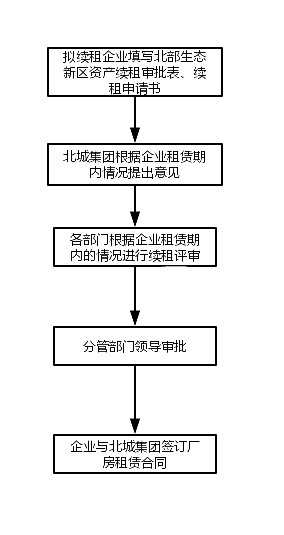 拟续租企业填写北部生态
新区资产续租审批表、续
租申请书
北城集团根据企业租赁期
内情况提出意见
各部门根据企业租赁期
内的情况进行续租评审
分管部门领导审批
企业与北城集团签订厂
房租赁合同